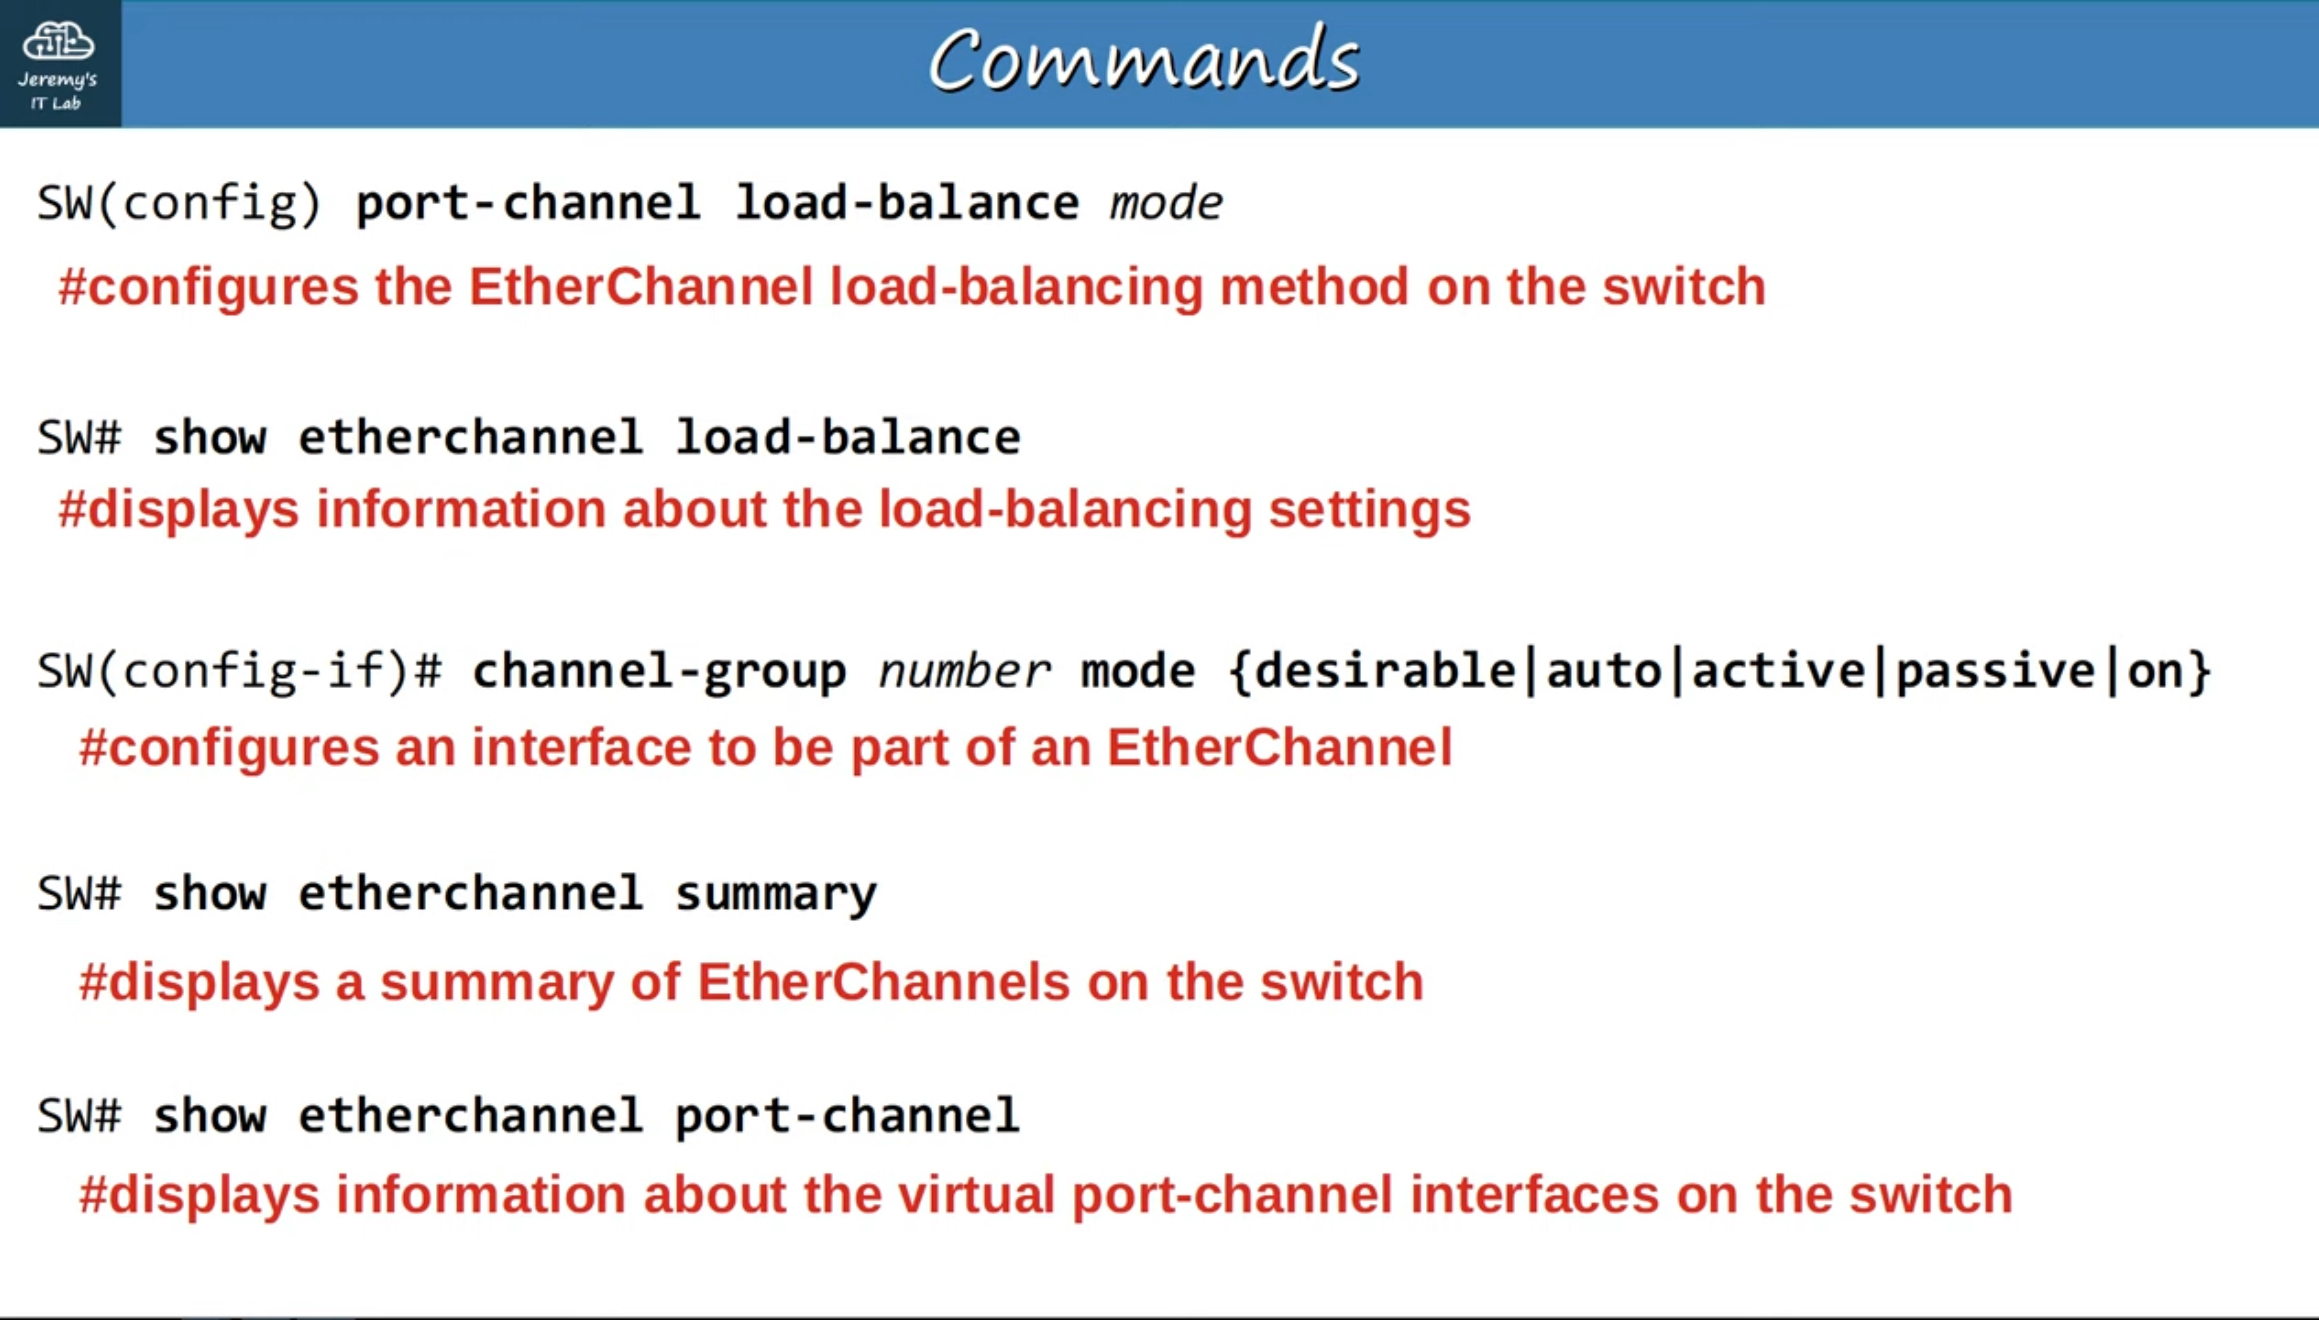 Jeremy's
IT Lab
Commands
SW(config) port-channel load-balance mode
#configures the EtherChannel load-balancing method on the switch
SW# show etherchannel load-balance
#displays information about the load-balancing settings
SW(config-if)# channel-group number mode {desirable|auto|active|passive|on}
#configures an interface to be part of an EtherChannel
SW# show etherchannel summary
#displays a summary of EtherChannels on the switch
SW# show etherchannel port-channel
#displays information about the virtual port-channel interfaces on the switch